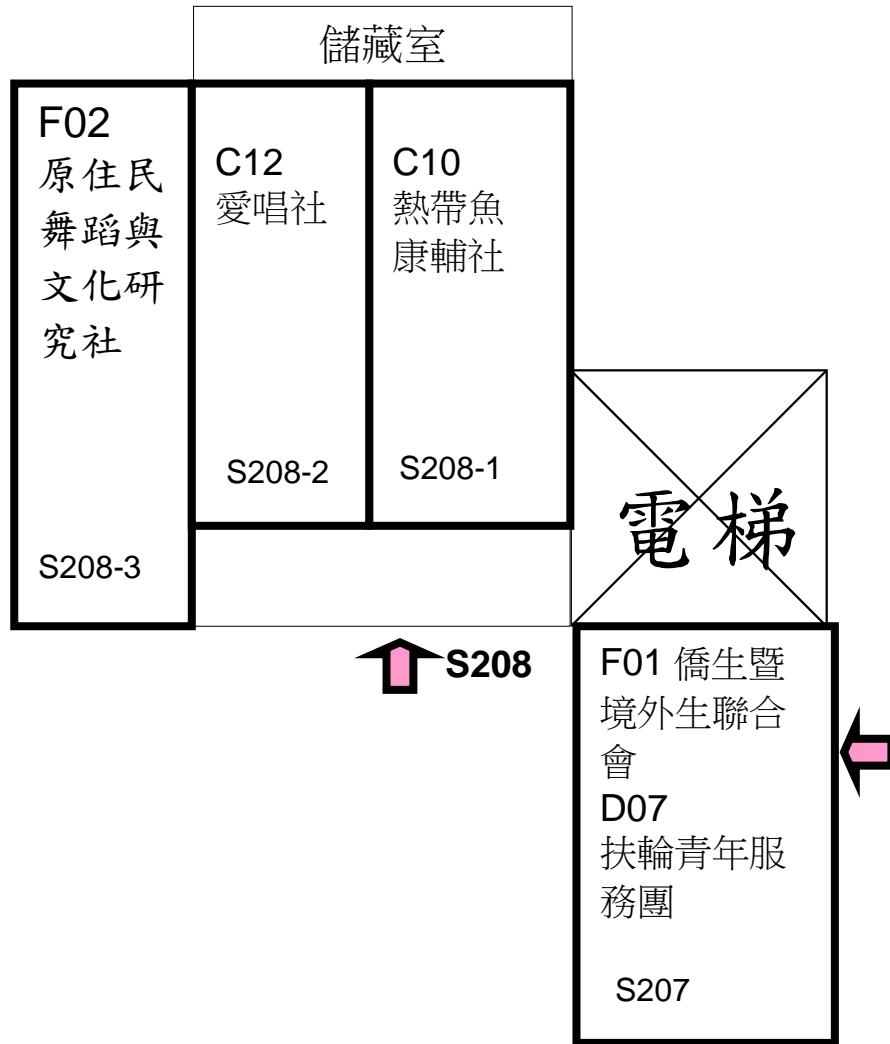 儲藏室
F02
原住民
舞蹈與
文化研
究社
S208-3
C12
愛唱社
S208-2
C10
熱帶魚
康輔社
S208-1
電梯
S208
F01 僑生暨
境外生聯合
會
D07
扶輪青年服
務團
S207